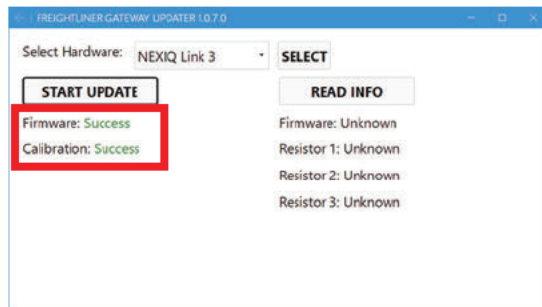 FREIGHTLINER GATEWAY UPDATER 1.0.7.0
Select Hardware: NEXIQ Link 3 SELECT
START UPDATE READ INFO
Firmware: Success Firmware: Unknown
Calibration: Success Resistor 1: Unknown
Resistor 2: Unknown
Resistor 3: Unknown